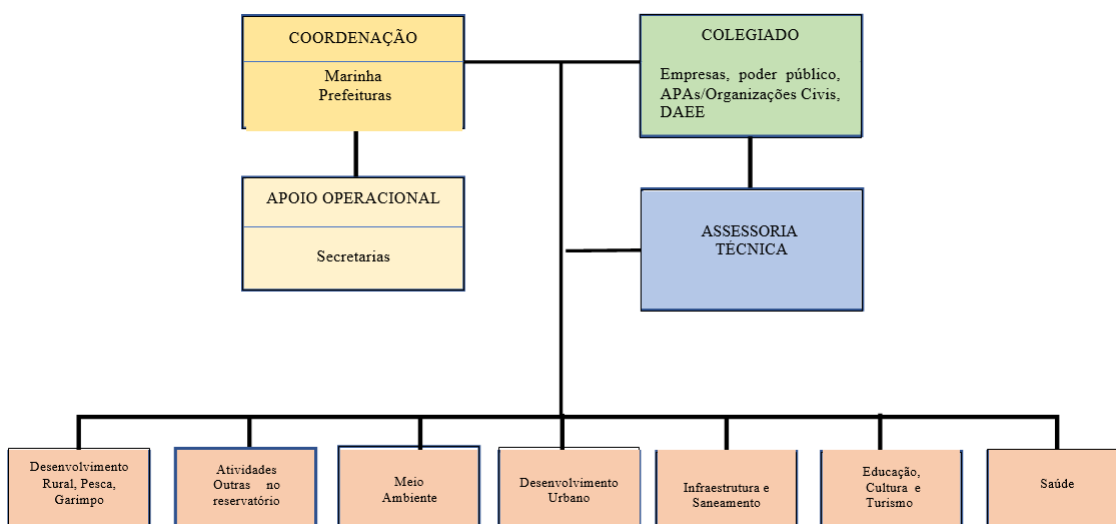 COORDENAÇÃO
Marinha
Prefeituras
COLEGIADO
Empresas, poder público,
APAs/Organizações Civis,
DAEE
APOIO OPERACIONAL
Secretarias
ASSESSORIA
TÉCNICA
Desenvolvimento
Rural, Pesca,
Garimpo
Atividades
Outras no
reservatório
Meio
Ambiente
Desenvolvimento
Urbano
Infraestrutura e
Saneamento
Educação,
Cultura e
Turismo
Saúde